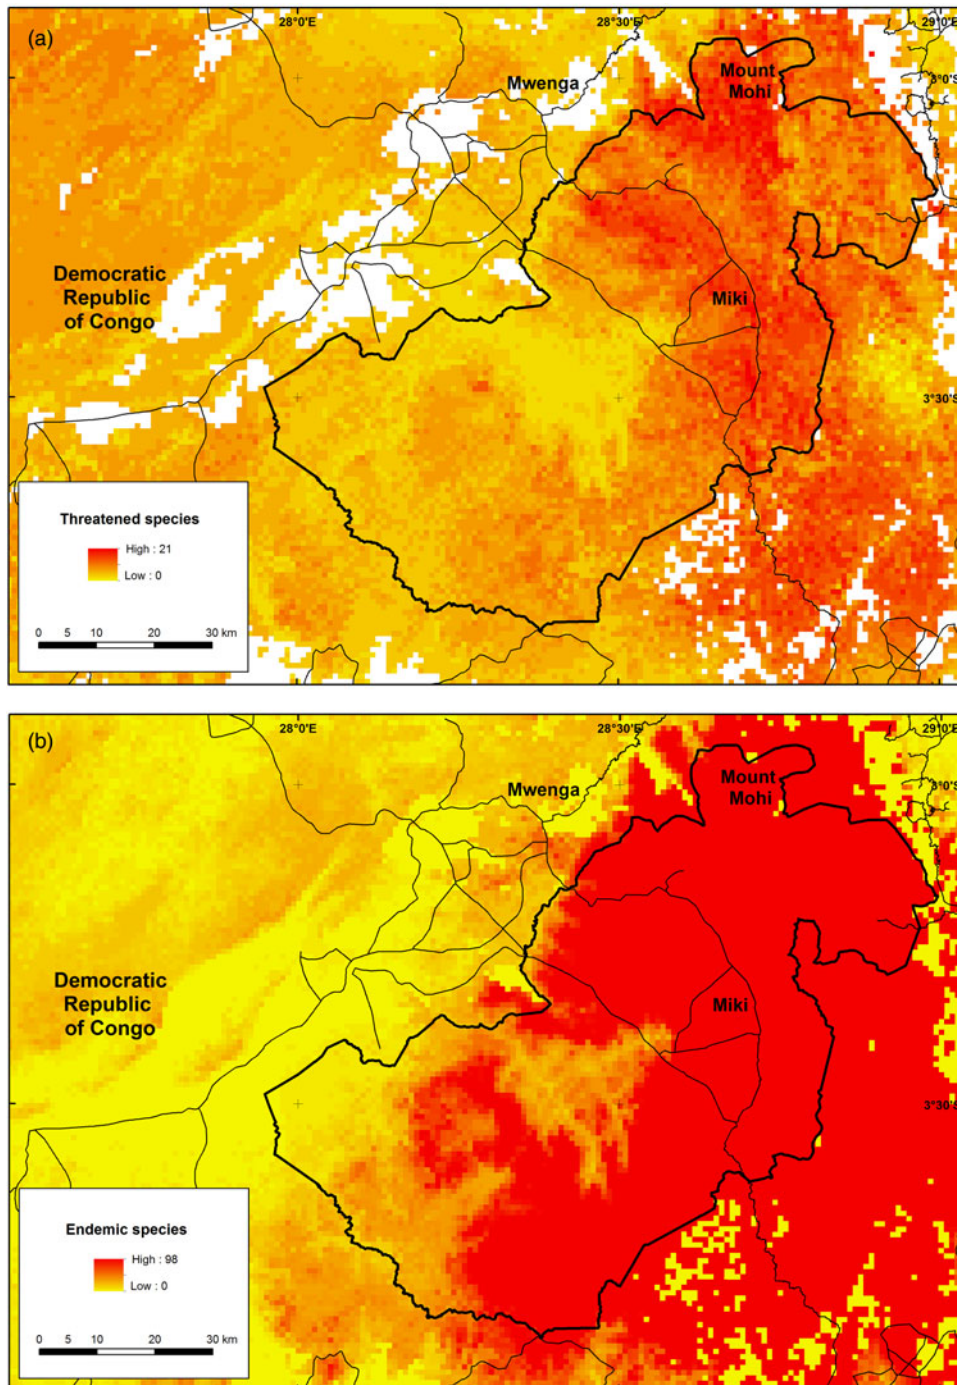 (a)
28°0'E
28°30'E
29°0'E
Mwenga
Mount
Mohi
3°0'S
Democratic
Republic
of Congo
Miki
3°30'S
Threatened species
High : 21
Low : 0
0 5 10 20 30 km
(b)
28°0'E
28°30'E
29°0'E
Mwenga
Mount
Mohi
3°0'S
Democratic
Republic
of Congo
Miki
3°30'S
Endemic species
High : 98
Low : 0
0 5 10 20 30 km